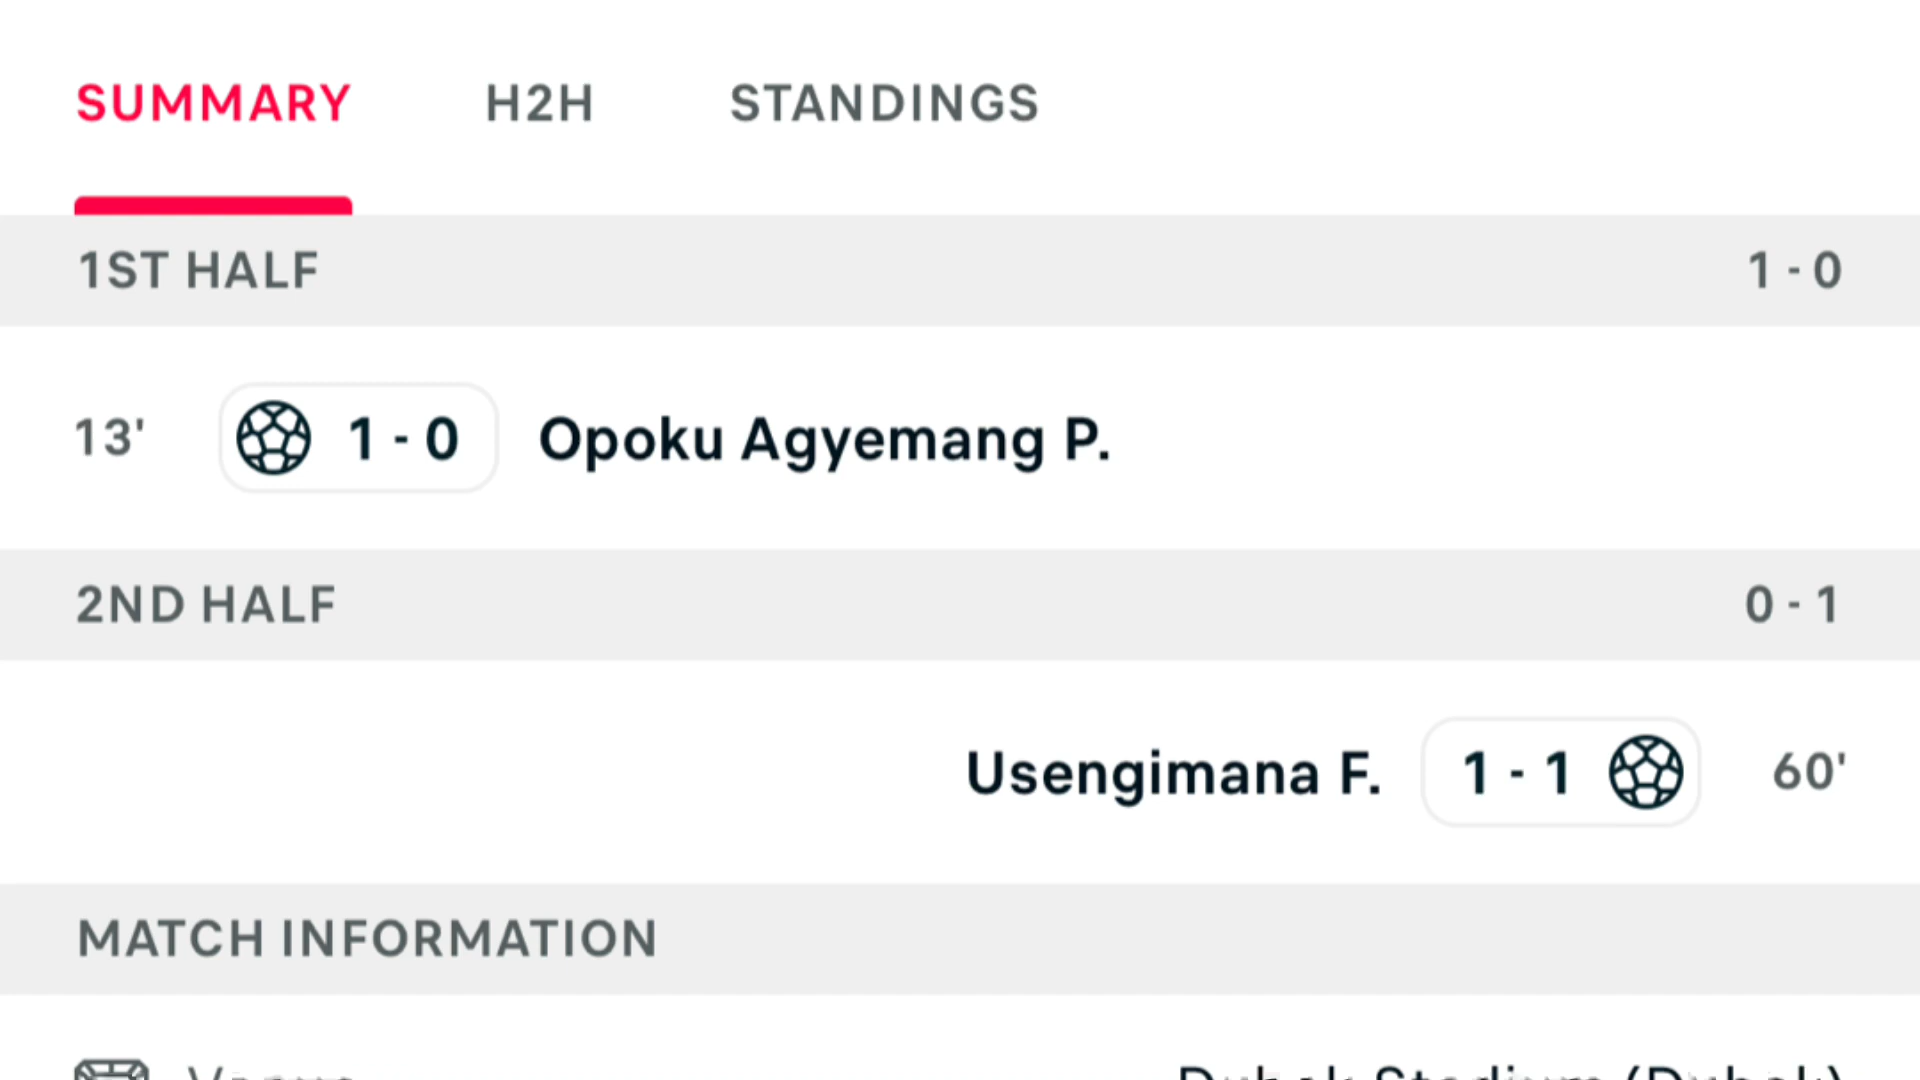 SUMMARY H2H STANDINGS
1ST HALF 1 - 0
13' 1 - 0 Opoku Agyemang P.
2ND HALF 0 - 1
Usengimana F. 1 - 1 60'
MATCH INFORMATION